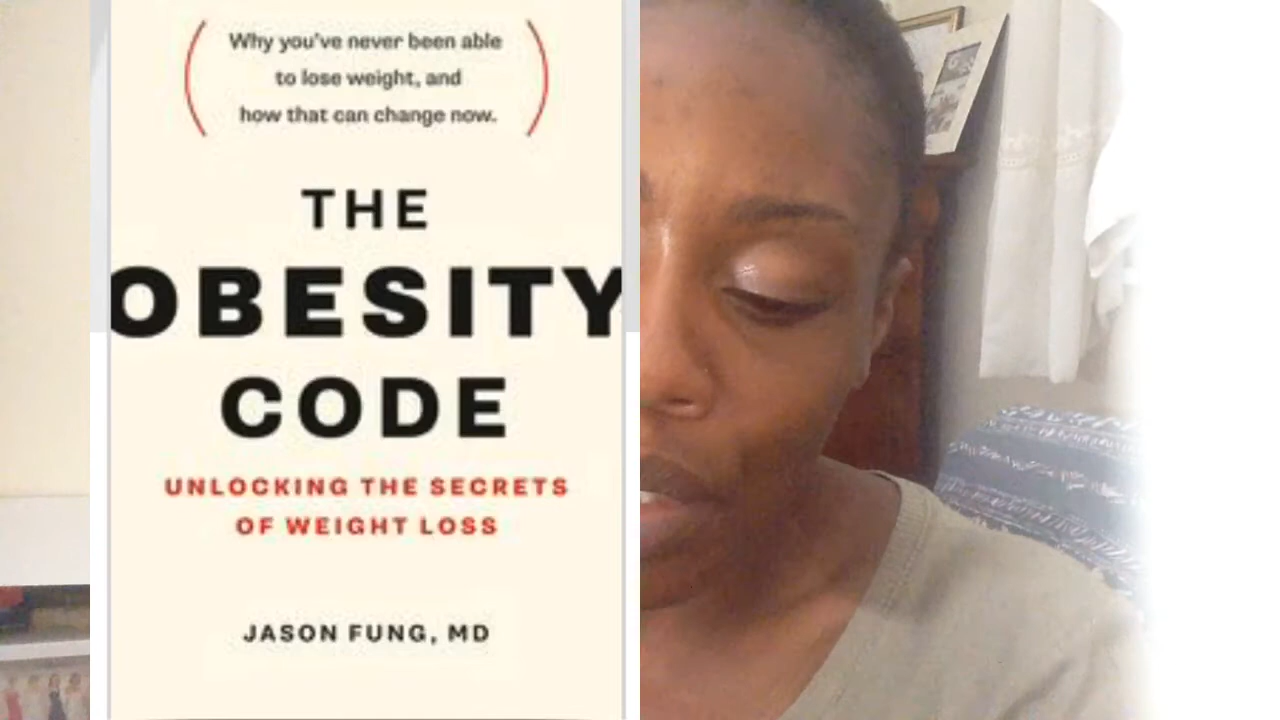 Why you've never been able
to lose weight, and
how that can change now.
THE
OBESITY
CODE
UNLOCKING THE SECRETS
OF WEIGHT LOSS
JASON FUNG, MD